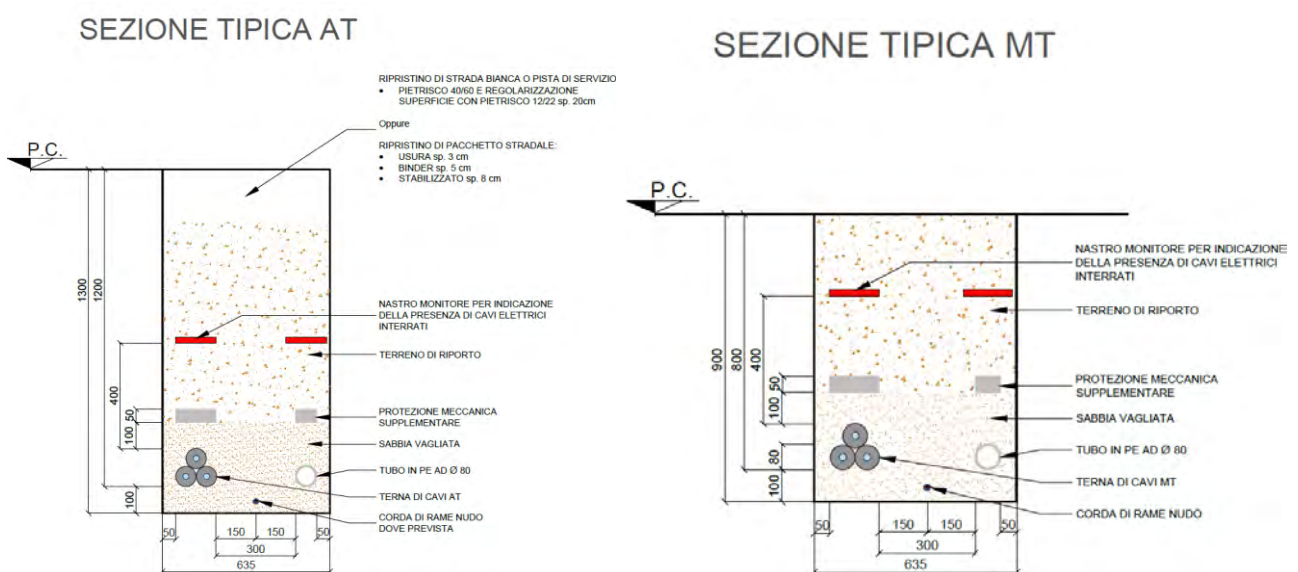 SEZIONE TIPICA AT
RIPRISTINO DI STRADA BIANCA O PISTA DI SERVIZIO
• PIETRISCO 40/60 E REGOLARIZZAZIONE
SUPERFICIE CON PIETRISCO 12/22 sp. 20cm
Oppure
RIPRISTINO DI PACCHETTO STRADALE:
• USURA sp. 3 cm
• BINDER sp. 5 cm
• STABILIZZATO sp. 8 cm
P.C.
1300
1200
400
50
100
100
NASTRO MONITORE PER INDICAZIONE
DELLA PRESENZA DI CAVI ELETTRICI
INTERRATI
TERRENO DI RIPORTO
PROTEZIONE MECCANICA
SUPPLEMENTARE
SABBIA VAGLIATA
TUBO IN PE AD Ø 80
TERNA DI CAVI AT
CORDA DI RAME NUDO
DOVE PREVISTA
50
150
150
50
300
635
SEZIONE TIPICA MT
P.C.
900
800
400
50
100
80
100
NASTRO MONITORE PER INDICAZIONE
DELLA PRESENZA DI CAVI ELETTRICI
INTERRATI
TERRENO DI RIPORTO
PROTEZIONE MECCANICA
SUPPLEMENTARE
SABBIA VAGLIATA
TUBO IN PE AD Ø 80
TERNA DI CAVI MT
CORDA DI RAME NUDO
50
150
150
50
300
635